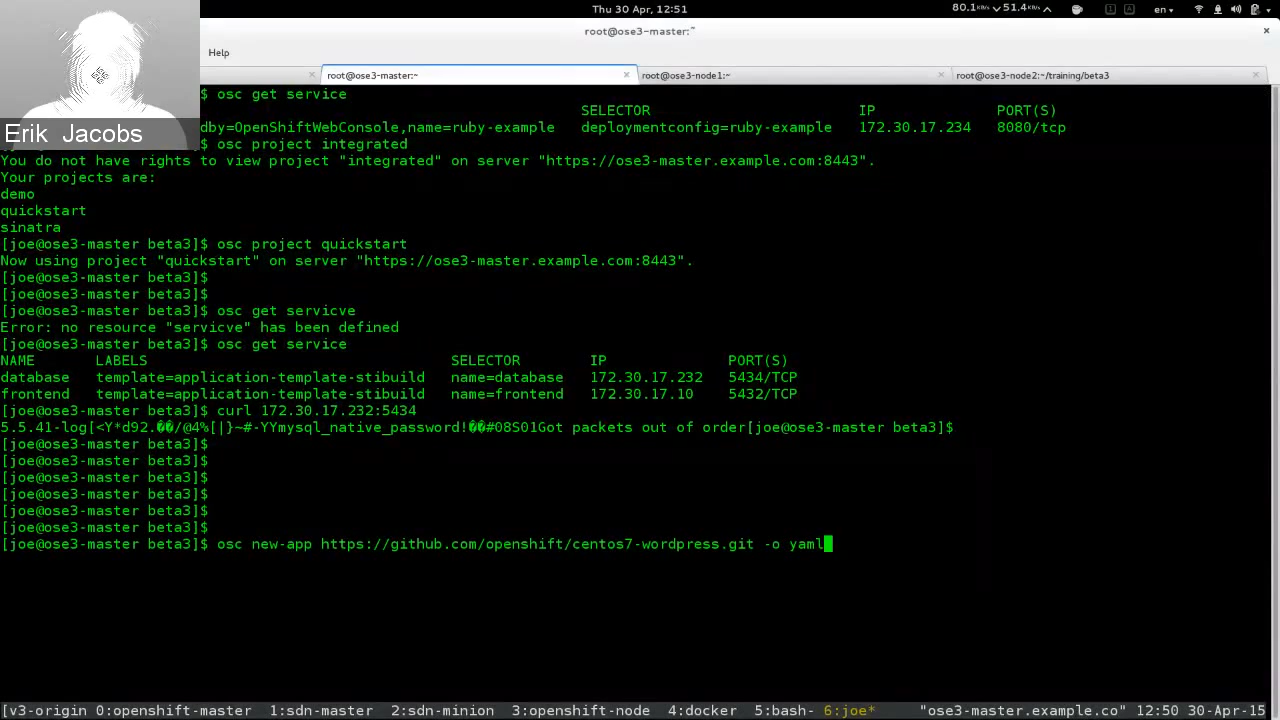 Thu 30 Apr, 12:51
80.1KB/s 51.4KB/s
en
root@ose3-master:~
Help
root@ose3-master:~
root@ose3-node1:~
root@ose3-node2:~/training/beta3
Erik Jacobs
$ osc get service
SELECTOR IP PORT(S)
dby=OpenShiftWebConsole,name=ruby-example deploymentconfig=ruby-example 172.30.17.234 8080/tcp
$ osc project integrated
You do not have rights to view project "integrated" on server "https://ose3-master.example.com:8443".
Your projects are:
demo
quickstart
sinatra
[joe@ose3-master beta3]$ osc project quickstart
Now using project "quickstart" on server "https://ose3-master.example.com:8443".
[joe@ose3-master beta3]$
[joe@ose3-master beta3]$
[joe@ose3-master beta3]$ osc get servicve
Error: no resource "servicve" has been defined
[joe@ose3-master beta3]$ osc get service
NAME LABELS SELECTOR IP PORT(S)
database template=application-template-stibuild name=database 172.30.17.232 5434/TCP
frontend template=application-template-stibuild name=frontend 172.30.17.10 5432/TCP
[joe@ose3-master beta3]$ curl 172.30.17.232:5434
5.5.41-log[<Y*d92.��/@4%[|}~#-YYmysql_native_password!��#08S01Got packets out of order[joe@ose3-master beta3]$
[joe@ose3-master beta3]$
[joe@ose3-master beta3]$
[joe@ose3-master beta3]$
[joe@ose3-master beta3]$
[joe@ose3-master beta3]$
[joe@ose3-master beta3]$
[joe@ose3-master beta3]$ osc new-app https://github.com/openshift/centos7-wordpress.git -o yaml
[v3-origin 0:openshift-master 1:sdn-master 2:sdn-minion 3:openshift-node 4:docker 5:bash- 6:joe* "ose3-master.example.co" 12:50 30-Apr-15